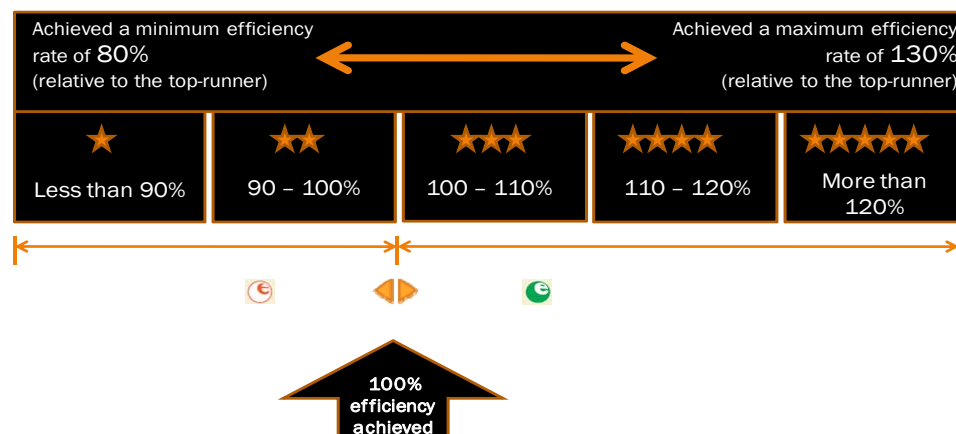 Achieved a minimum efficiency
rate of 80%
(relative to the top-runner)
Achieved a maximum efficiency
rate of 130%
(relative to the top-runner)
Less than 90%
90 – 100%
100 – 110%
110 – 120%
More than
120%
e
e
100%
efficiency
achieved